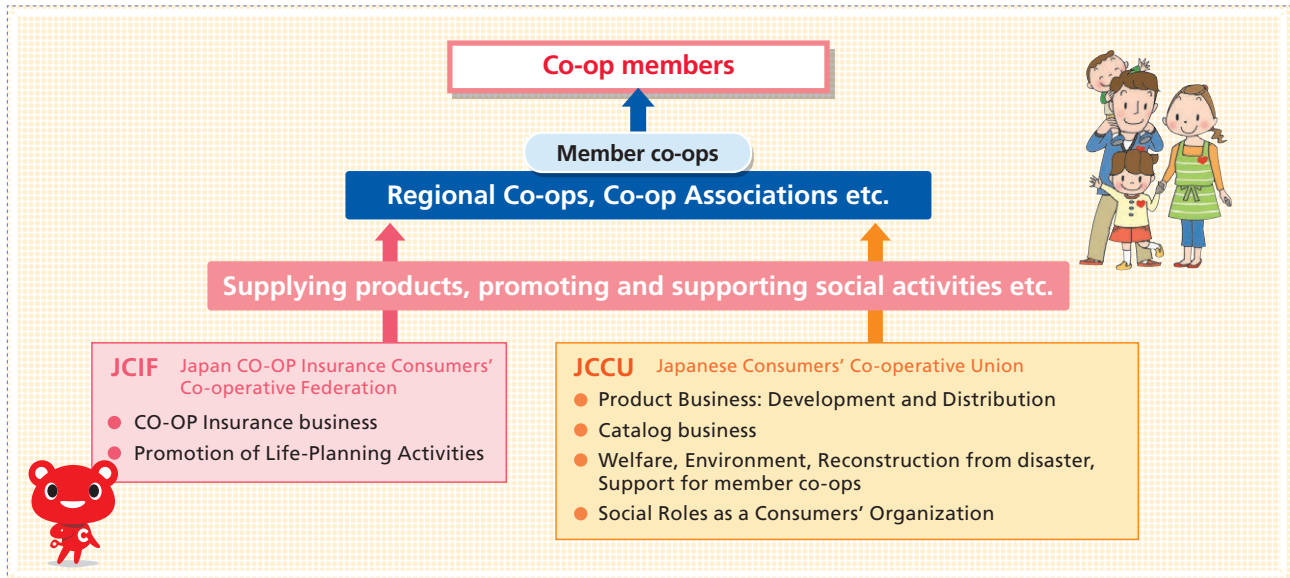 Co-op members
Member co-ops
Regional Co-ops, Co-op Associations etc.
Supplying products, promoting and supporting social activities etc.
JCIF Japan CO-OP Insurance Consumers'
Co-operative Federation
● CO-OP Insurance business
● Promotion of Life-Planning Activities
JCCU Japanese Consumers' Co-operative Union
● Product Business: Development and Distribution
● Catalog business
● Welfare, Environment, Reconstruction from disaster,
Support for member co-ops
● Social Roles as a Consumers' Organization